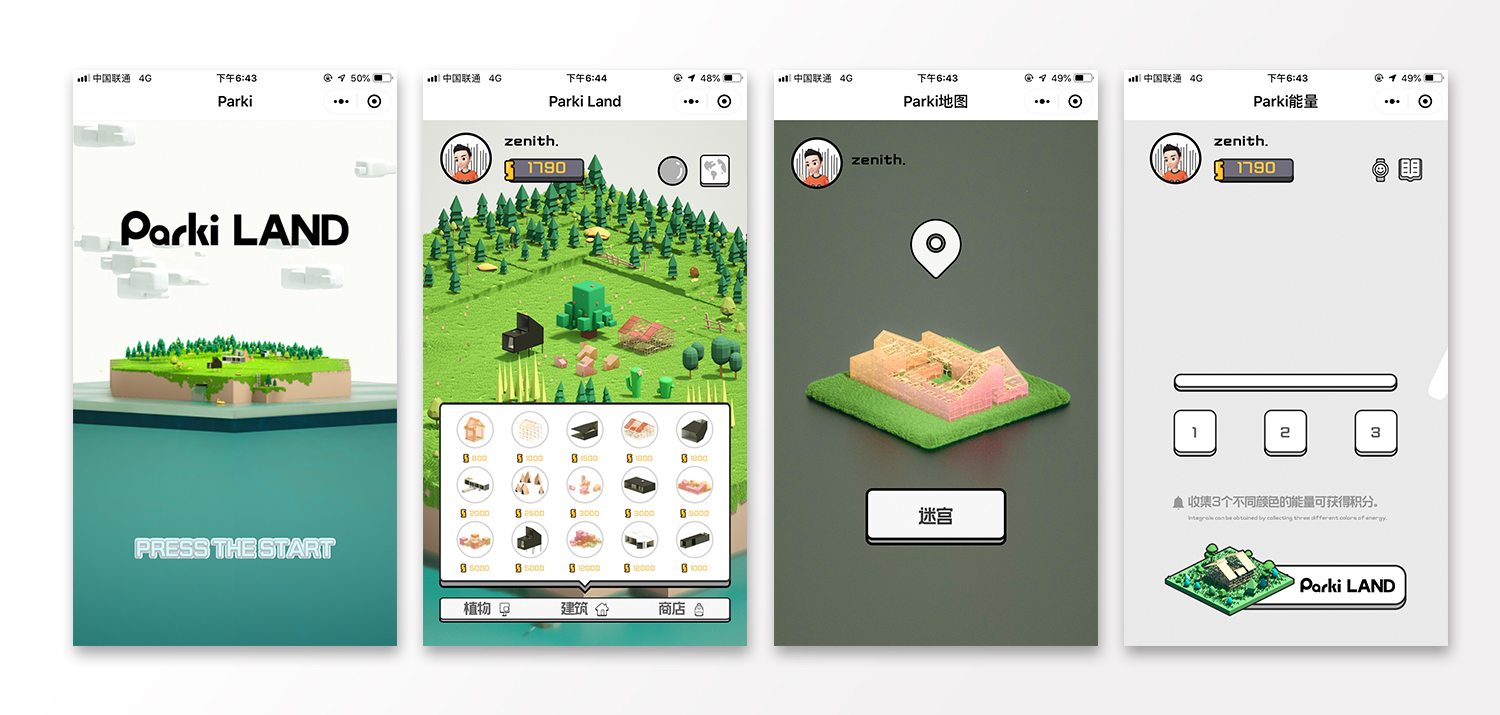 中国联通 4G
下午6:43
50%
Parki
Parki LAND
PRESS THE START
中国联通 4G
下午6:44
48%
Parki Land
zenith.
1790
800
1000
1500
1800
1800
2000
2500
3000
3000
5000
5000
5000
12000
12000
1000
植物
建筑
商店
中国联通 4G
下午6:43
49%
Parki地图
zenith.
迷宫
中国联通 4G
下午6:43
49%
Parki能量
zenith.
1790
1
2
3
收集3个不同颜色的能量可获得积分。
Integrals can be obtained by collecting three different colors of energy.
Parki LAND